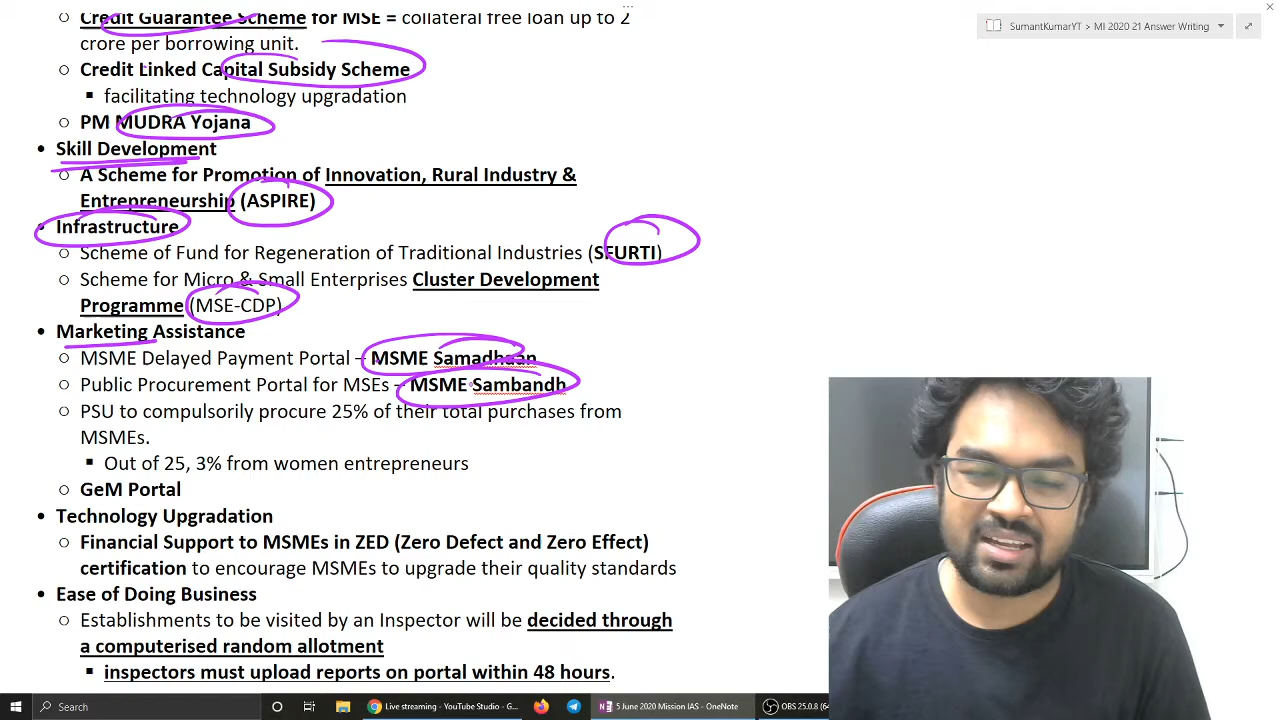 Credit Guarantee Scheme for MSE = collateral free loan up to 2
SumantKumarYT > MI 2020 21 Answer Writing
crore per borrowing unit.
Credit Linked Capital Subsidy Scheme
facilitating technology upgradation
PM MUDRA Yojana
Skill Development
A Scheme for Promotion of Innovation, Rural Industry &
Entrepreneurship (ASPIRE)
Infrastructure
Scheme of Fund for Regeneration of Traditional Industries (SFURTI)
Scheme for Micro & Small Enterprises Cluster Development
Programme (MSE-CDP)
Marketing Assistance
MSME Delayed Payment Portal – MSME Samadhaan
Public Procurement Portal for MSEs – MSME Sambandh
PSU to compulsorily procure 25% of their total purchases from
MSMEs.
Out of 25, 3% from women entrepreneurs
GeM Portal
Technology Upgradation
Financial Support to MSMEs in ZED (Zero Defect and Zero Effect)
certification to encourage MSMEs to upgrade their quality standards
Ease of Doing Business
Establishments to be visited by an Inspector will be decided through
a computerised random allotment
inspectors must upload reports on portal within 48 hours.
Search
Live streaming - YouTube Studio - G...
5 June 2020 Mission IAS - OneNote
OBS 25.0.8 (64